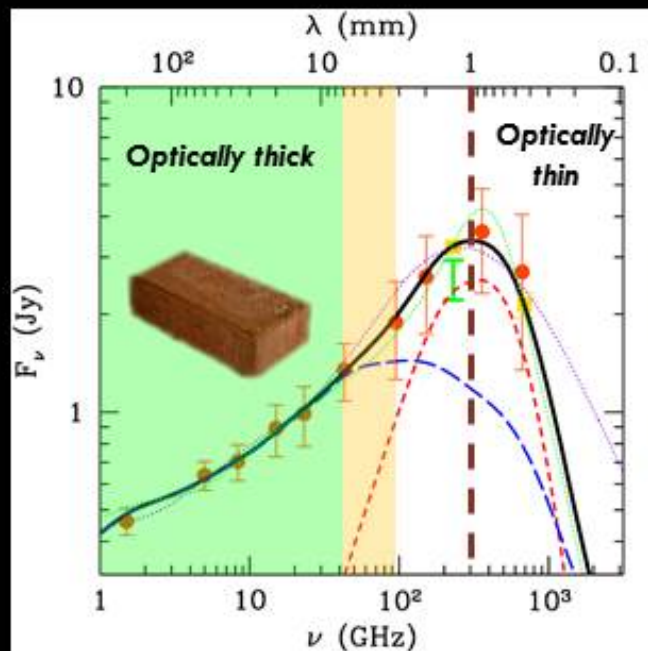 λ (mm)
10² 10 1 0.1
10
Optically thick
Optically
thin
F_ν (Jy)
1
1 10 10² 10³
ν (GHz)